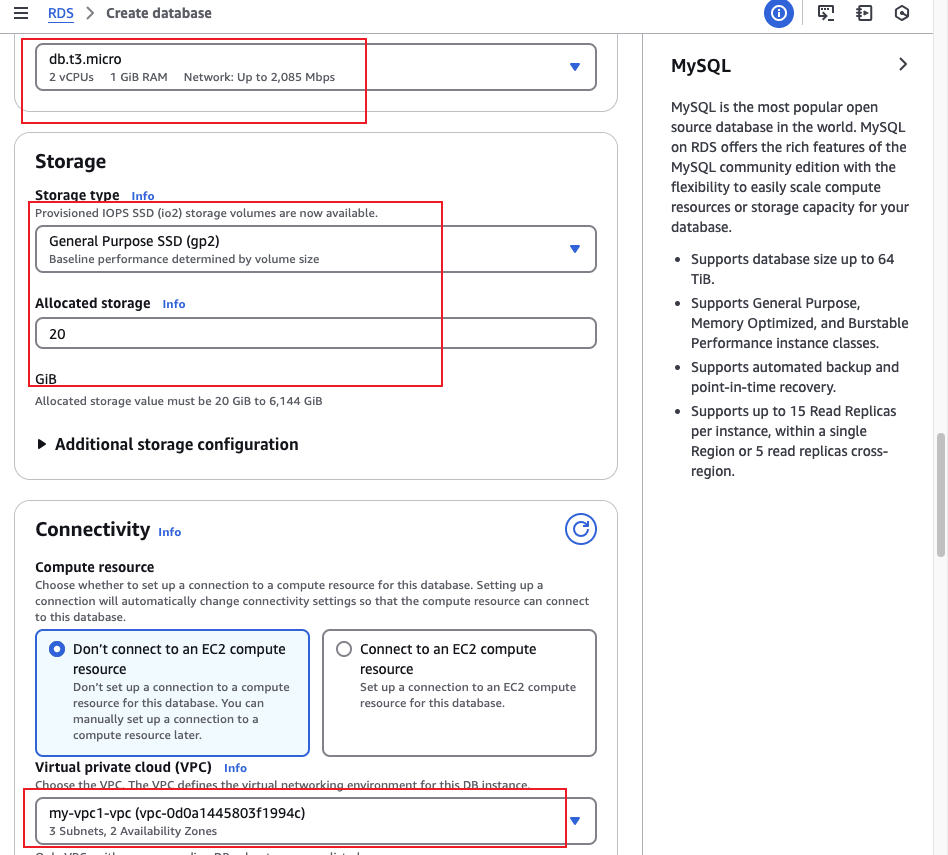 RDS > Create database
db.t3.micro
2 vCPUs 1 GiB RAM Network: Up to 2,085 Mbps
Storage
Storage type Info
Provisioned IOPS SSD (io2) storage volumes are now available.
General Purpose SSD (gp2)
Baseline performance determined by volume size
Allocated storage Info
20
GiB
Allocated storage value must be 20 GiB to 6,144 GiB
Additional storage configuration
Connectivity Info
Compute resource
Choose whether to set up a connection to a compute resource for this database. Setting up a
connection will automatically change connectivity settings so that the compute resource can connect
to this database.
Don't connect to an EC2 compute
resource
Don't set up a connection to a compute
resource for this database. You can
manually set up a connection to a
compute resource later.
Connect to an EC2 compute
resource
Set up a connection to an EC2 compute
resource for this database.
Virtual private cloud (VPC) Info
Choose the VPC. The VPC defines the virtual networking environment for this DB instance.
my-vpc1-vpc (vpc-0d0a1445803f1994c)
3 Subnets, 2 Availability Zones
MySQL
MySQL is the most popular open
source database in the world. MySQL
on RDS offers the rich features of the
MySQL community edition with the
flexibility to easily scale compute
resources or storage capacity for your
database.
• Supports database size up to 64
TiB.
• Supports General Purpose,
Memory Optimized, and Burstable
Performance instance classes.
• Supports automated backup and
point-in-time recovery.
• Supports up to 15 Read Replicas
per instance, within a single
Region or 5 read replicas cross-
region.